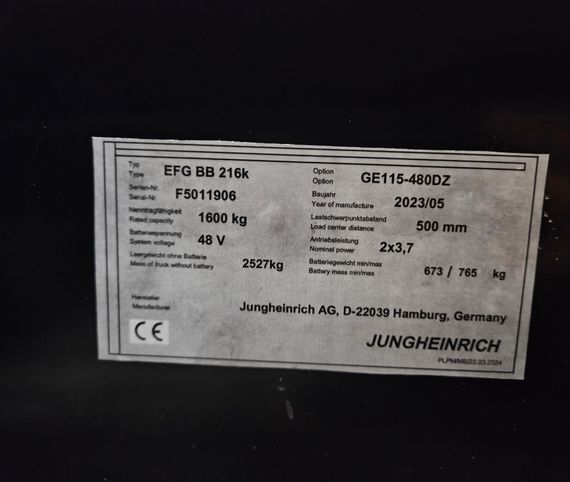 Typ
Type EFG BB 216k
Option
Option GE115-480DZ
Serien-Nr.
Serial-Nr. F5011906
Baujahr
Year of manufacture 2023/05
Nenntragfähigkeit
Rated capacity 1600 kg
Lastschwerpunktabstand
Load center distance 500 mm
Batteriespannung
System voltage 48 V
Antriebsleistung
Nominal power 2x3,7
Leergewicht ohne Batterie
Mass of truck without battery 2527kg
Batteriegewicht min/max
Battery mass min/max 673 / 765 kg
Hersteller
Manufacturer Jungheinrich AG, D-22039 Hamburg, Germany
CE
JUNGHEINRICH
PLPM/MS/22.03.2024